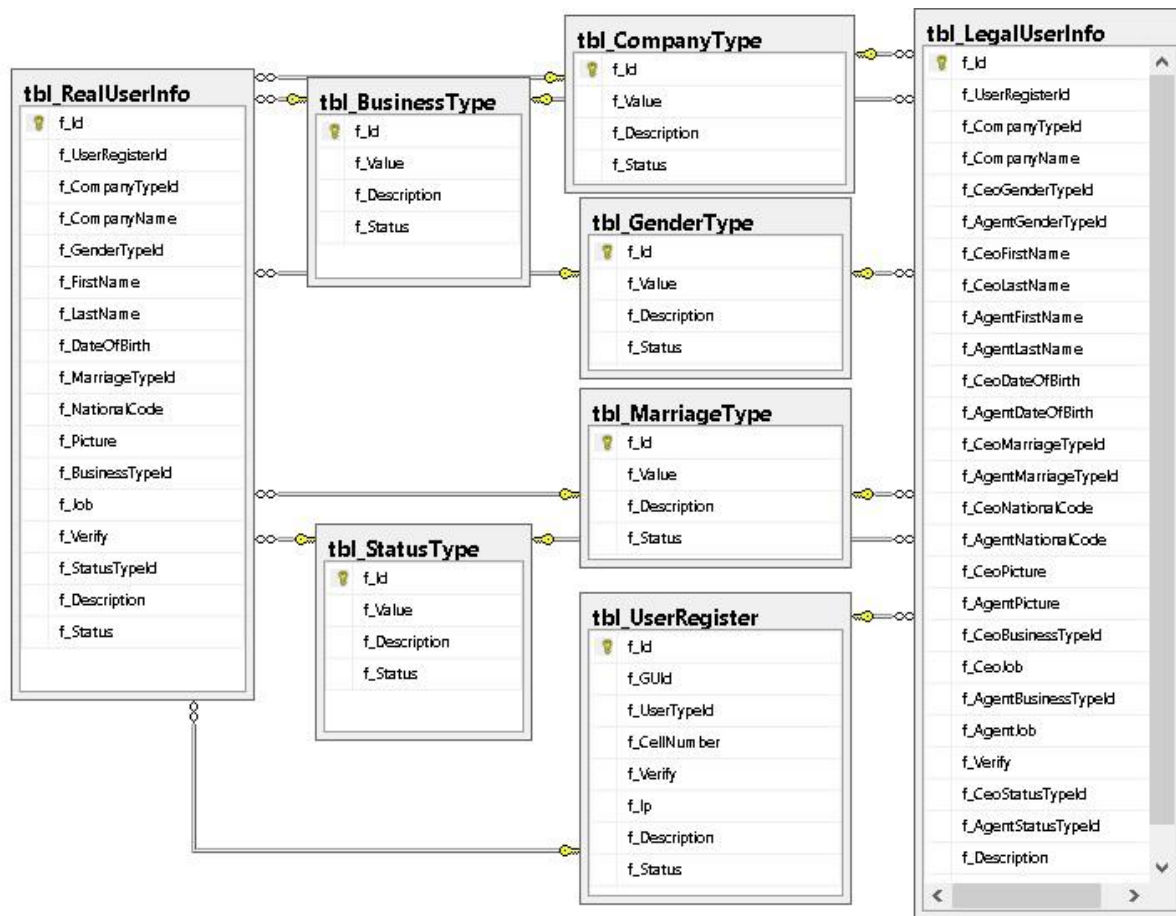 tbl_RealUserInfo
f_Id
f_UserRegisterId
f_CompanyTypeId
f_CompanyName
f_GenderTypeId
f_FirstName
f_LastName
f_DateOfBirth
f_MarriageTypeId
f_NationalCode
f_Picture
f_BusinessTypeId
f_Job
f_Verify
f_StatusTypeId
f_Description
f_Status
tbl_BusinessType
f_Id
f_Value
f_Description
f_Status
tbl_StatusType
f_Id
f_Value
f_Description
f_Status
tbl_CompanyType
f_Id
f_Value
f_Description
f_Status
tbl_GenderType
f_Id
f_Value
f_Description
f_Status
tbl_MarriageType
f_Id
f_Value
f_Description
f_Status
tbl_UserRegister
f_Id
f_GUId
f_UserTypeId
f_CellNumber
f_Verify
f_Ip
f_Description
f_Status
tbl_LegalUserInfo
f_Id
f_UserRegisterId
f_CompanyTypeId
f_CompanyName
f_CeoGenderTypeId
f_AgentGenderTypeId
f_CeoFirstName
f_CeoLastName
f_AgentFirstName
f_AgentLastName
f_CeoDateOfBirth
f_AgentDateOfBirth
f_CeoMarriageTypeId
f_AgentMarriageTypeId
f_CeoNationalCode
f_AgentNationalCode
f_CeoPicture
f_AgentPicture
f_CeoBusinessTypeId
f_CeoJob
f_AgentBusinessTypeId
f_AgentJob
f_Verify
f_CeoStatusTypeId
f_AgentStatusTypeId
f_Description